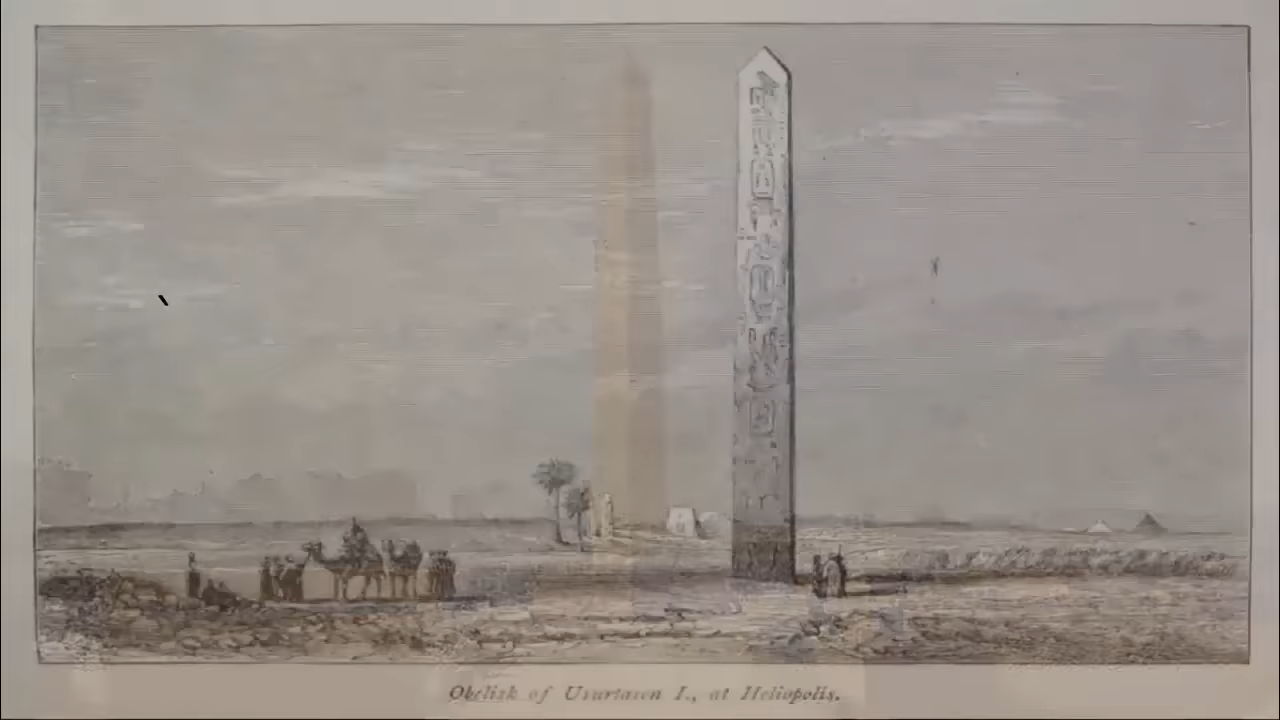 Obelisk of Usurtasen I., at Heliopolis.